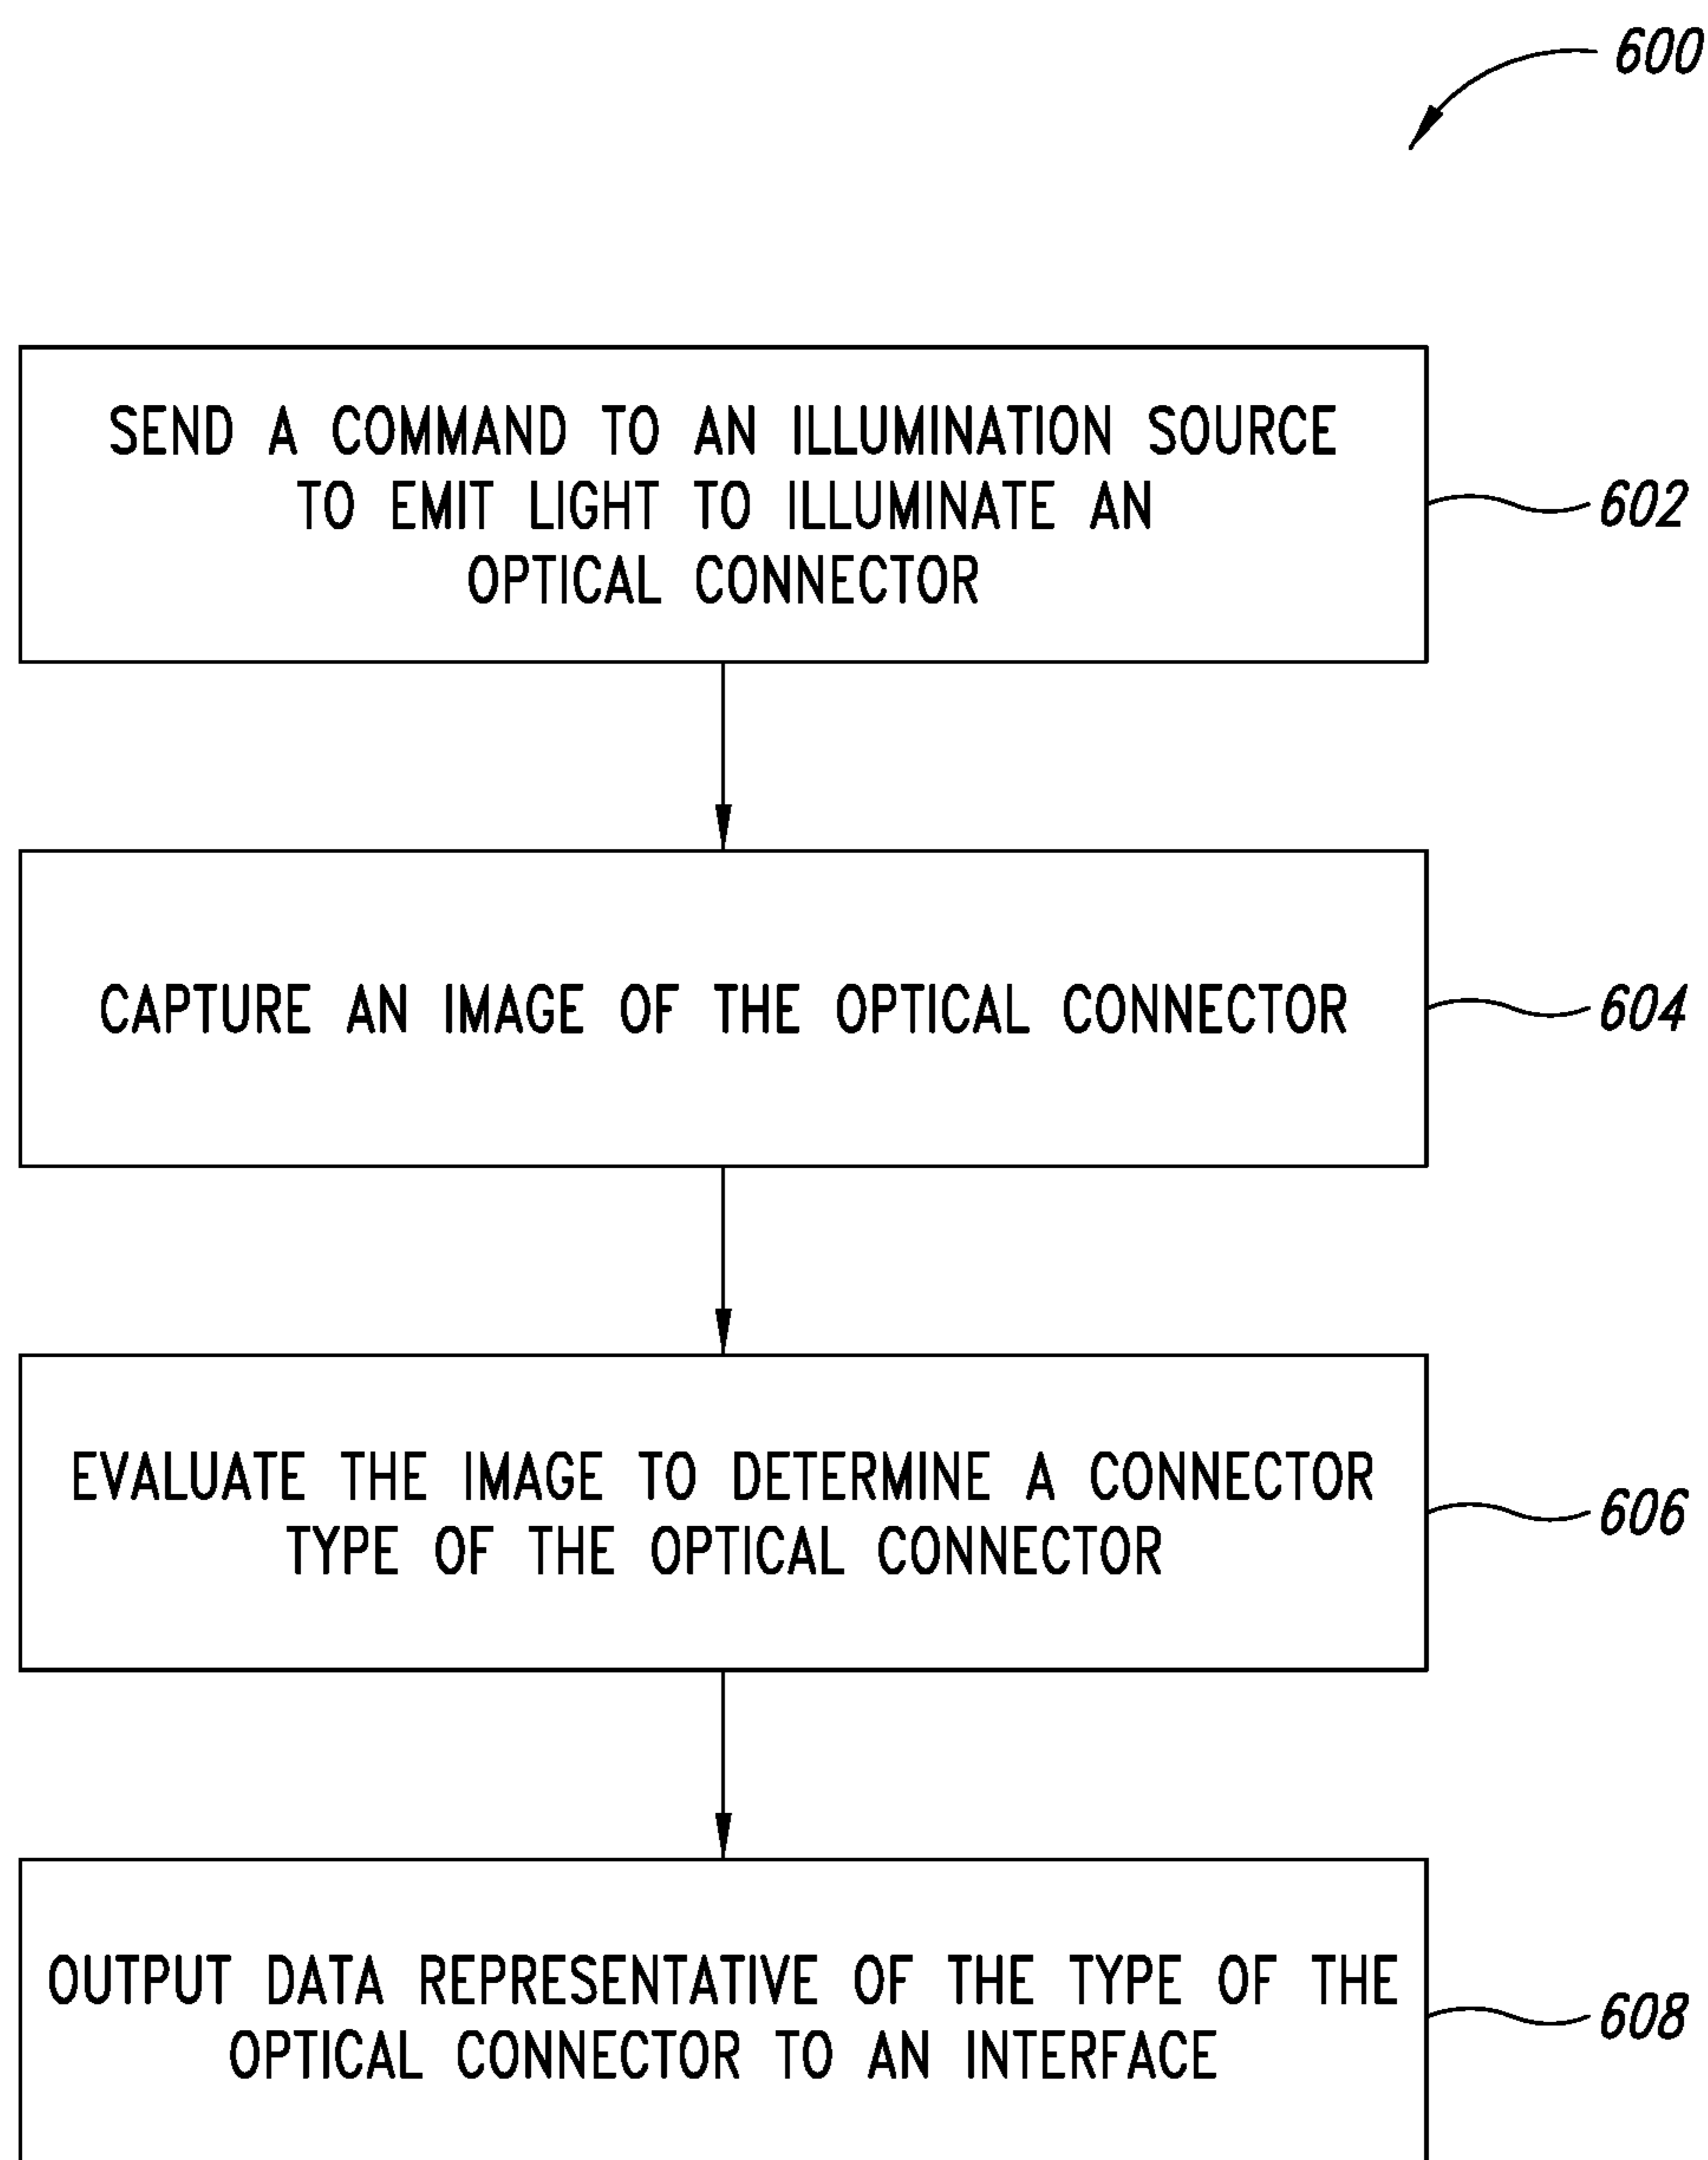 600
SEND A COMMAND TO AN ILLUMINATION SOURCE
TO EMIT LIGHT TO ILLUMINATE AN
OPTICAL CONNECTOR
602
CAPTURE AN IMAGE OF THE OPTICAL CONNECTOR
604
EVALUATE THE IMAGE TO DETERMINE A CONNECTOR
TYPE OF THE OPTICAL CONNECTOR
606
OUTPUT DATA REPRESENTATIVE OF THE TYPE OF THE
OPTICAL CONNECTOR TO AN INTERFACE
608